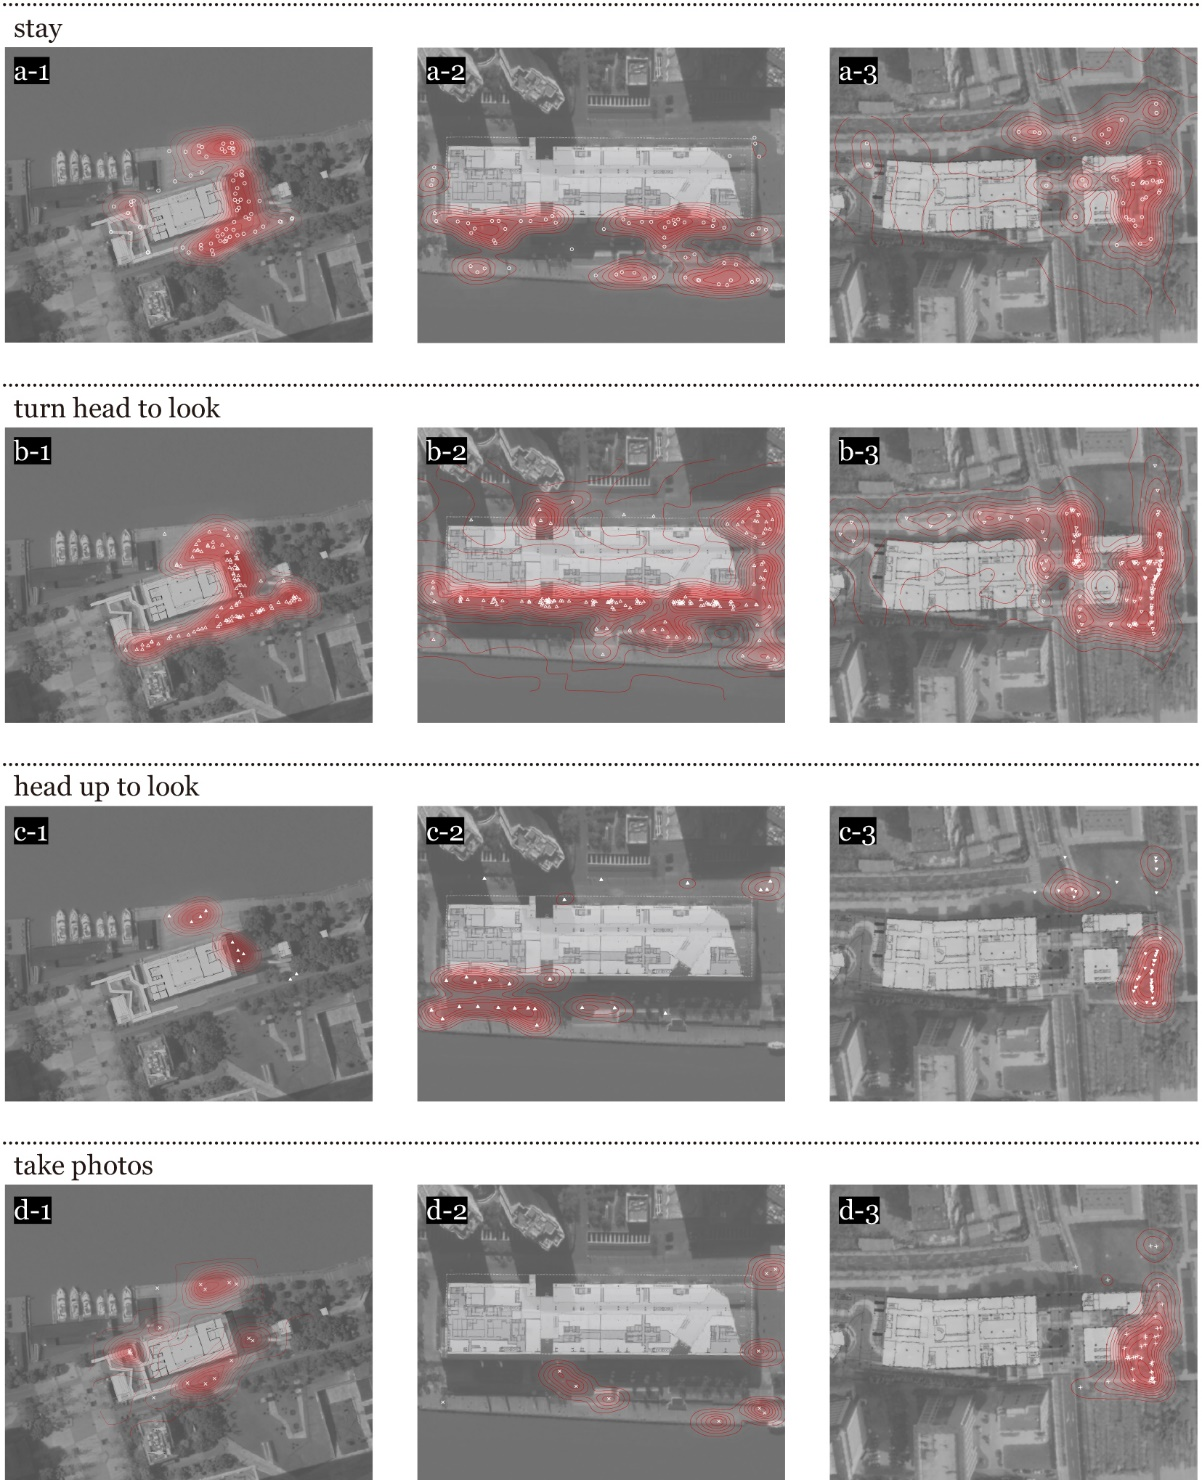 stay
a-1
a-2
a-3
turn head to look
b-1
b-2
b-3
head up to look
c-1
c-2
c-3
take photos
d-1
d-2
d-3